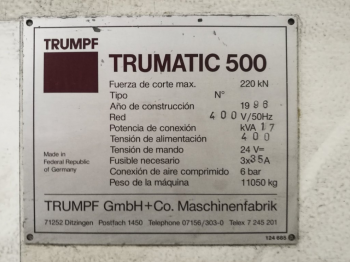 TRUMPF
TRUMATIC 500
Fuerza de corte max. 220 kN
Tipo N°
Año de construcción 1996
Red 400 V/50Hz
Potencia de conexión kVA 17
Tensión de alimentación 400
Tensión de mando 24 V=
Fusible necesario 3x35A
Conexión de aire comprimido 6 bar
Peso de la máquina 11050 kg
Made in
Federal Republic
of Germany
TRUMPF GmbH+Co. Maschinenfabrik
71252 Ditzingen Postfach 1450 Telephone 07156/303-0 Telex 7 245 201